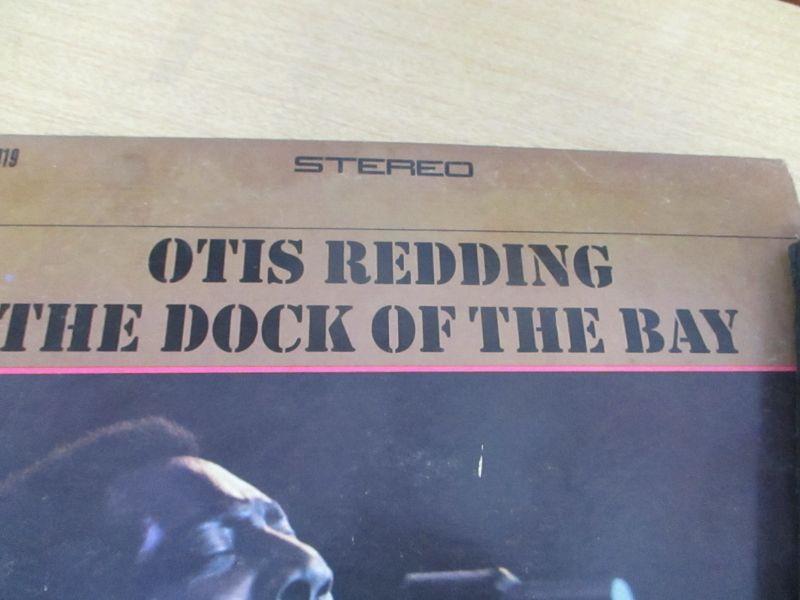 STEREO
OTIS REDDING
THE DOCK OF THE BAY